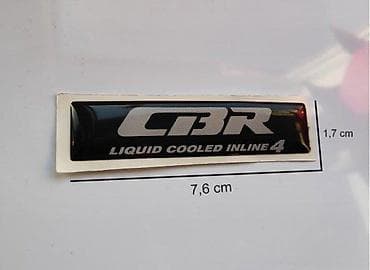 CBR
LIQUID COOLED INLINE 4
1,7 cm
7,6 cm